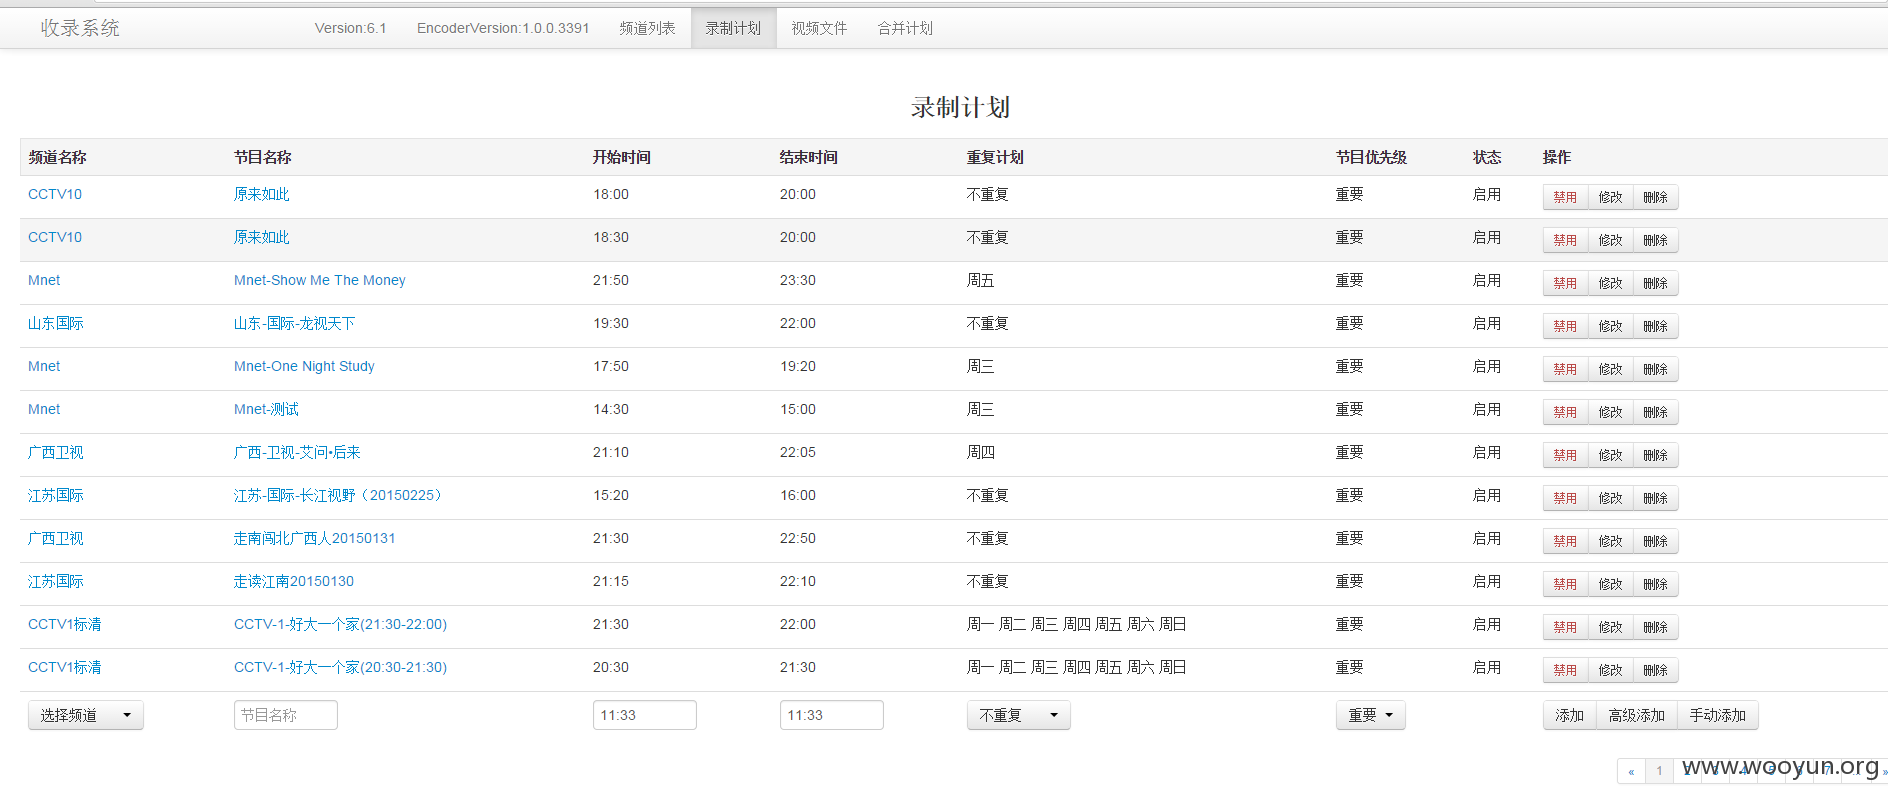 收录系统 Version:6.1 EncoderVersion:1.0.0.3391 频道列表 录制计划 视频文件 合并计划
录制计划
频道名称 节目名称 开始时间 结束时间 重复计划 节目优先级 状态 操作
CCTV10 原来如此 18:00 20:00 不重复 重要 启用 禁用 修改 删除
CCTV10 原来如此 18:30 20:00 不重复 重要 启用 禁用 修改 删除
Mnet Mnet-Show Me The Money 21:50 23:30 周五 重要 启用 禁用 修改 删除
山东国际 山东-国际-龙视天下 19:30 22:00 不重复 重要 启用 禁用 修改 删除
Mnet Mnet-One Night Study 17:50 19:20 周三 重要 启用 禁用 修改 删除
Mnet Mnet-测试 14:30 15:00 周三 重要 启用 禁用 修改 删除
广西卫视 广西-卫视-艾问•后来 21:10 22:05 周四 重要 启用 禁用 修改 删除
江苏国际 江苏-国际-长江视野（20150225） 15:20 16:00 不重复 重要 启用 禁用 修改 删除
广西卫视 走南闯北广西人20150131 21:30 22:50 不重复 重要 启用 禁用 修改 删除
江苏国际 走读江南20150130 21:15 22:10 不重复 重要 启用 禁用 修改 删除
CCTV1标清 CCTV-1-好大一个家(21:30-22:00) 21:30 22:00 周一 周二 周三 周四 周五 周六 周日 重要 启用 禁用 修改 删除
CCTV1标清 CCTV-1-好大一个家(20:30-21:30) 20:30 21:30 周一 周二 周三 周四 周五 周六 周日 重要 启用 禁用 修改 删除
选择频道 节目名称 11:33 11:33 不重复 重要 添加 高级添加 手动添加
« 1 2 3 4 5 6 7 »
www.wooyun.org